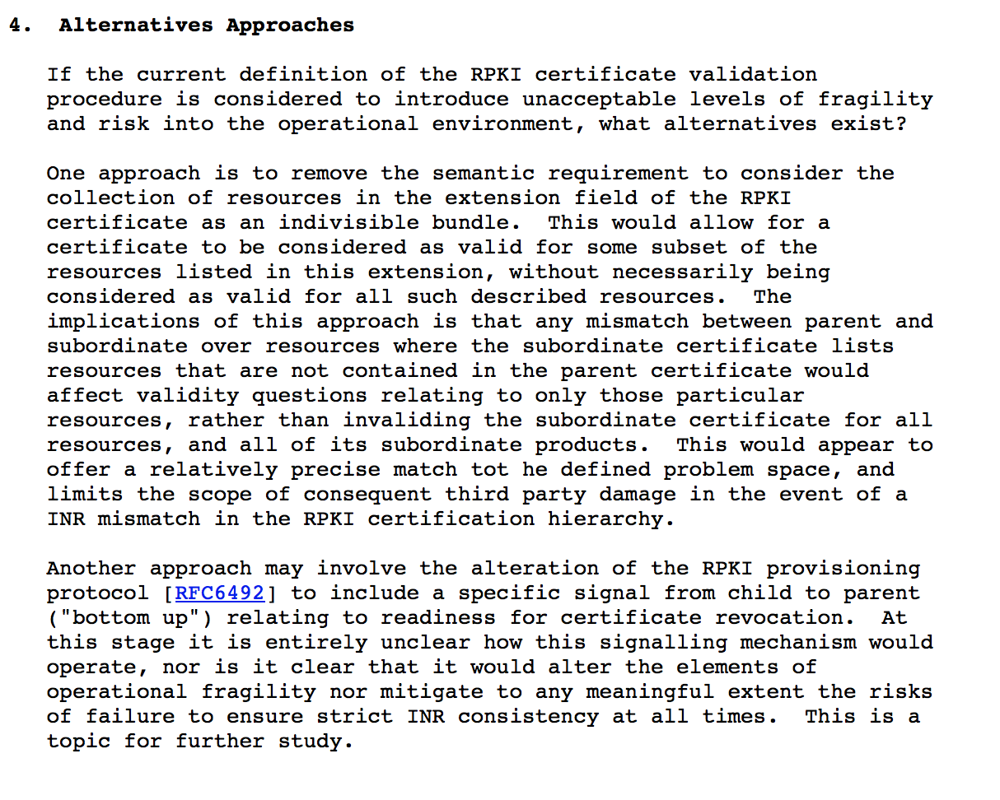 4.  Alternatives Approaches
If the current definition of the RPKI certificate validation
procedure is considered to introduce unacceptable levels of fragility
and risk into the operational environment, what alternatives exist?
One approach is to remove the semantic requirement to consider the
collection of resources in the extension field of the RPKI
certificate as an indivisible bundle.  This would allow for a
certificate to be considered as valid for some subset of the
resources listed in this extension, without necessarily being
considered as valid for all such described resources.  The
implications of this approach is that any mismatch between parent and
subordinate over resources where the subordinate certificate lists
resources that are not contained in the parent certificate would
affect validity questions relating to only those particular
resources, rather than invaliding the subordinate certificate for all
resources, and all of its subordinate products.  This would appear to
offer a relatively precise match tot he defined problem space, and
limits the scope of consequent third party damage in the event of a
INR mismatch in the RPKI certification hierarchy.
Another approach may involve the alteration of the RPKI provisioning
protocol [RFC6492] to include a specific signal from child to parent
("bottom up") relating to readiness for certificate revocation.  At
this stage it is entirely unclear how this signalling mechanism would
operate, nor is it clear that it would alter the elements of
operational fragility nor mitigate to any meaningful extent the risks
of failure to ensure strict INR consistency at all times.  This is a
topic for further study.